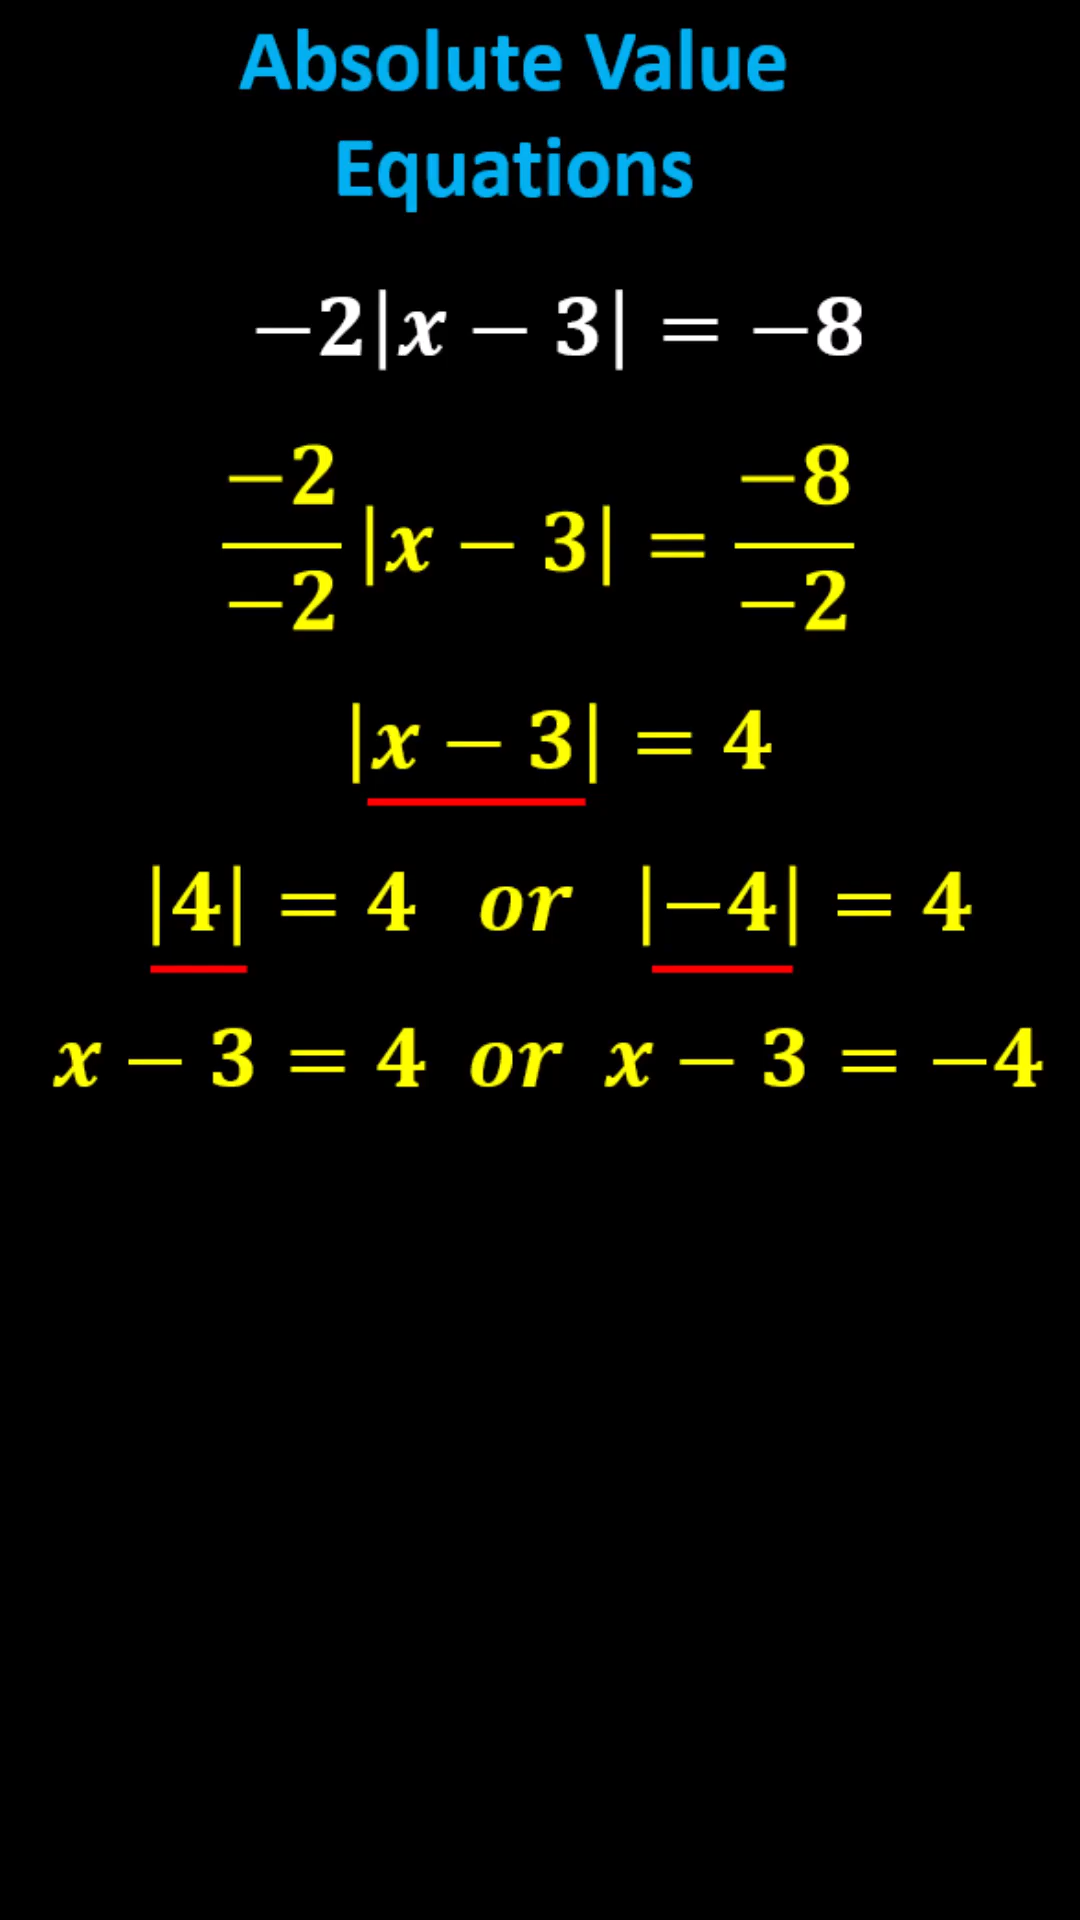 Absolute Value
Equations
−2|x − 3| = −8
−2/−2 |x − 3| = −8/−2
|x − 3| = 4
|4| = 4 or |−4| = 4
x − 3 = 4 or x − 3 = −4